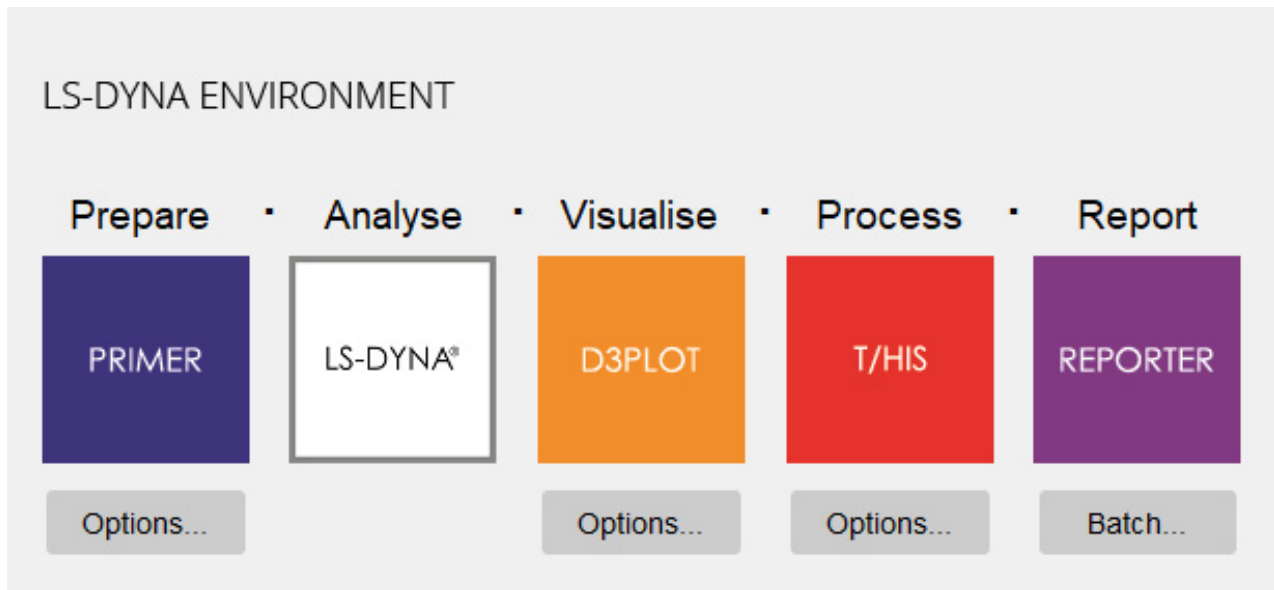 LS-DYNA ENVIRONMENT
Prepare · Analyse · Visualise · Process · Report
PRIMER LS-DYNA® D3PLOT T/HIS REPORTER
Options... Options... Options... Batch...